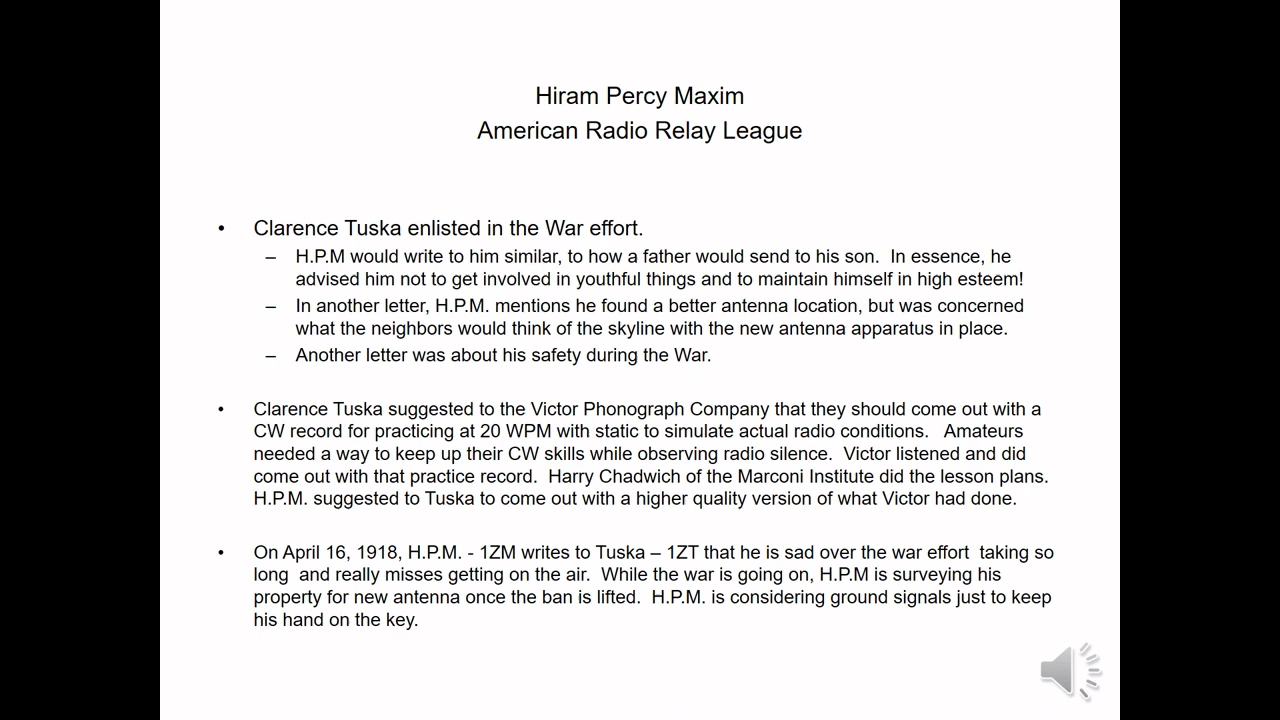 Hiram Percy Maxim
American Radio Relay League
• Clarence Tuska enlisted in the War effort.
– H.P.M would write to him similar, to how a father would send to his son.  In essence, he
advised him not to get involved in youthful things and to maintain himself in high esteem!
– In another letter, H.P.M. mentions he found a better antenna location, but was concerned
what the neighbors would think of the skyline with the new antenna apparatus in place.
– Another letter was about his safety during the War.
• Clarence Tuska suggested to the Victor Phonograph Company that they should come out with a
CW record for practicing at 20 WPM with static to simulate actual radio conditions.   Amateurs
needed a way to keep up their CW skills while observing radio silence.  Victor listened and did
come out with that practice record.  Harry Chadwich of the Marconi Institute did the lesson plans.
H.P.M. suggested to Tuska to come out with a higher quality version of what Victor had done.
• On April 16, 1918, H.P.M. - 1ZM writes to Tuska – 1ZT that he is sad over the war effort  taking so
long  and really misses getting on the air.  While the war is going on, H.P.M is surveying his
property for new antenna once the ban is lifted.  H.P.M. is considering ground signals just to keep
his hand on the key.